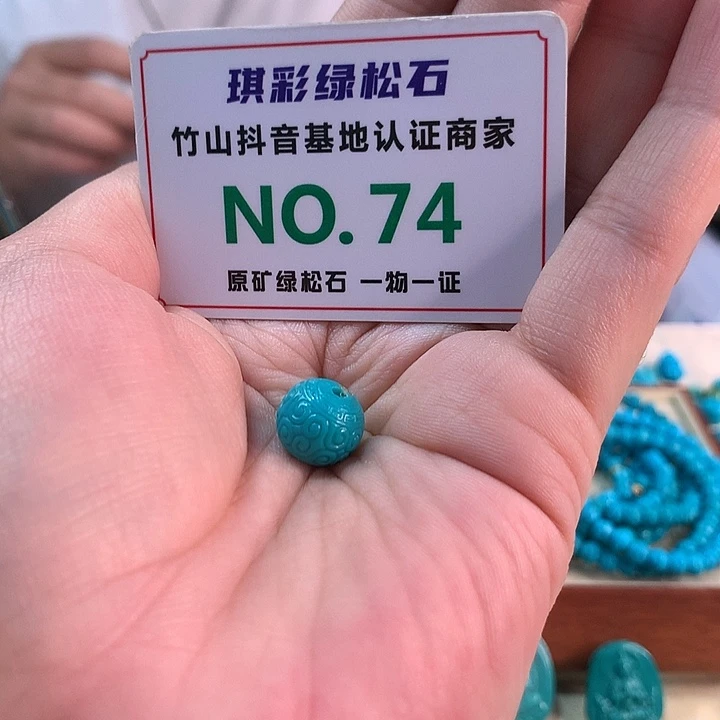 琪彩绿松石
竹山抖音基地认证商家
NO.74
原矿绿松石 一物一证